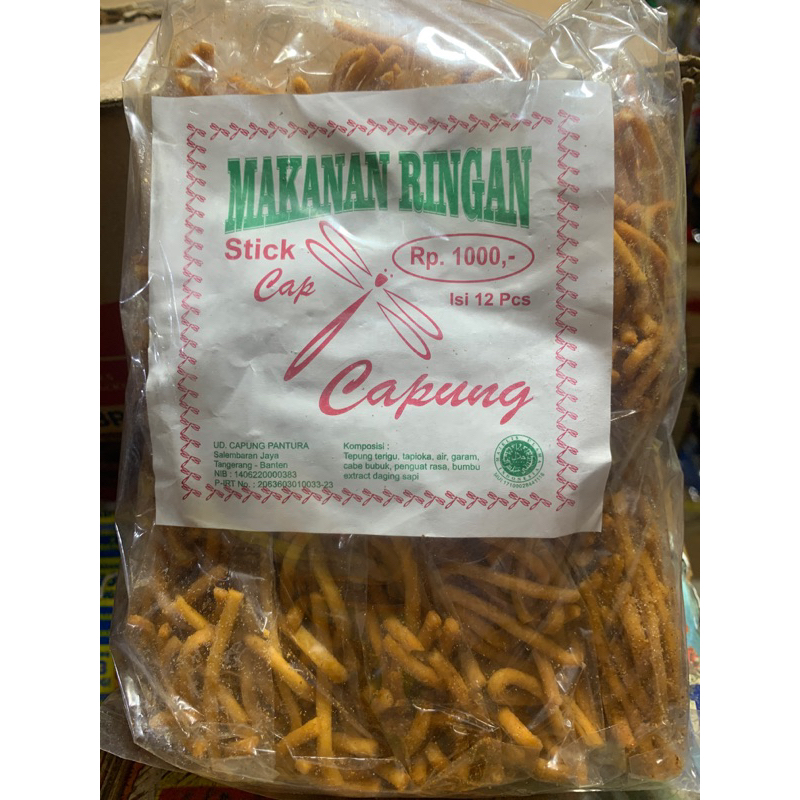 MAKANAN RINGAN
Stick
Rp. 1000,-
Cap
Isi 12 Pcs
Capung
UD. CAPUNG PANTURA
Salembaran Jaya
Tangerang - Banten
NIB : 1406220000383
P-IRT No. : 2063603010033-23
Komposisi :
Tepung terigu, tapioka, air, garam,
cabe bubuk, penguat rasa, bumbu
extract daging sapi